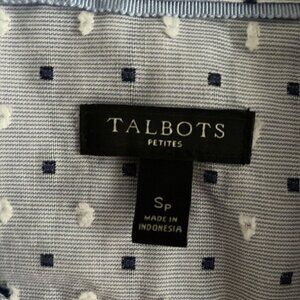 TALBOTS
PETITES
SP
MADE IN
INDONESIA